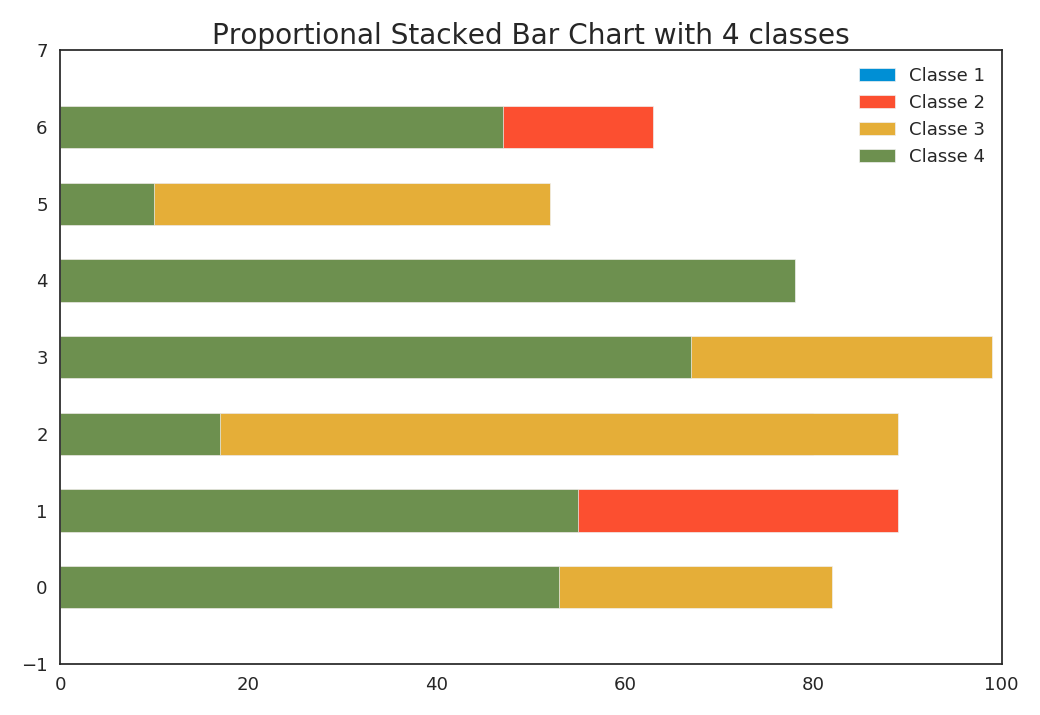 Proportional Stacked Bar Chart with 4 classes
7
6
5
4
3
2
1
0
−1
Classe 1
Classe 2
Classe 3
Classe 4
0 20 40 60 80 100